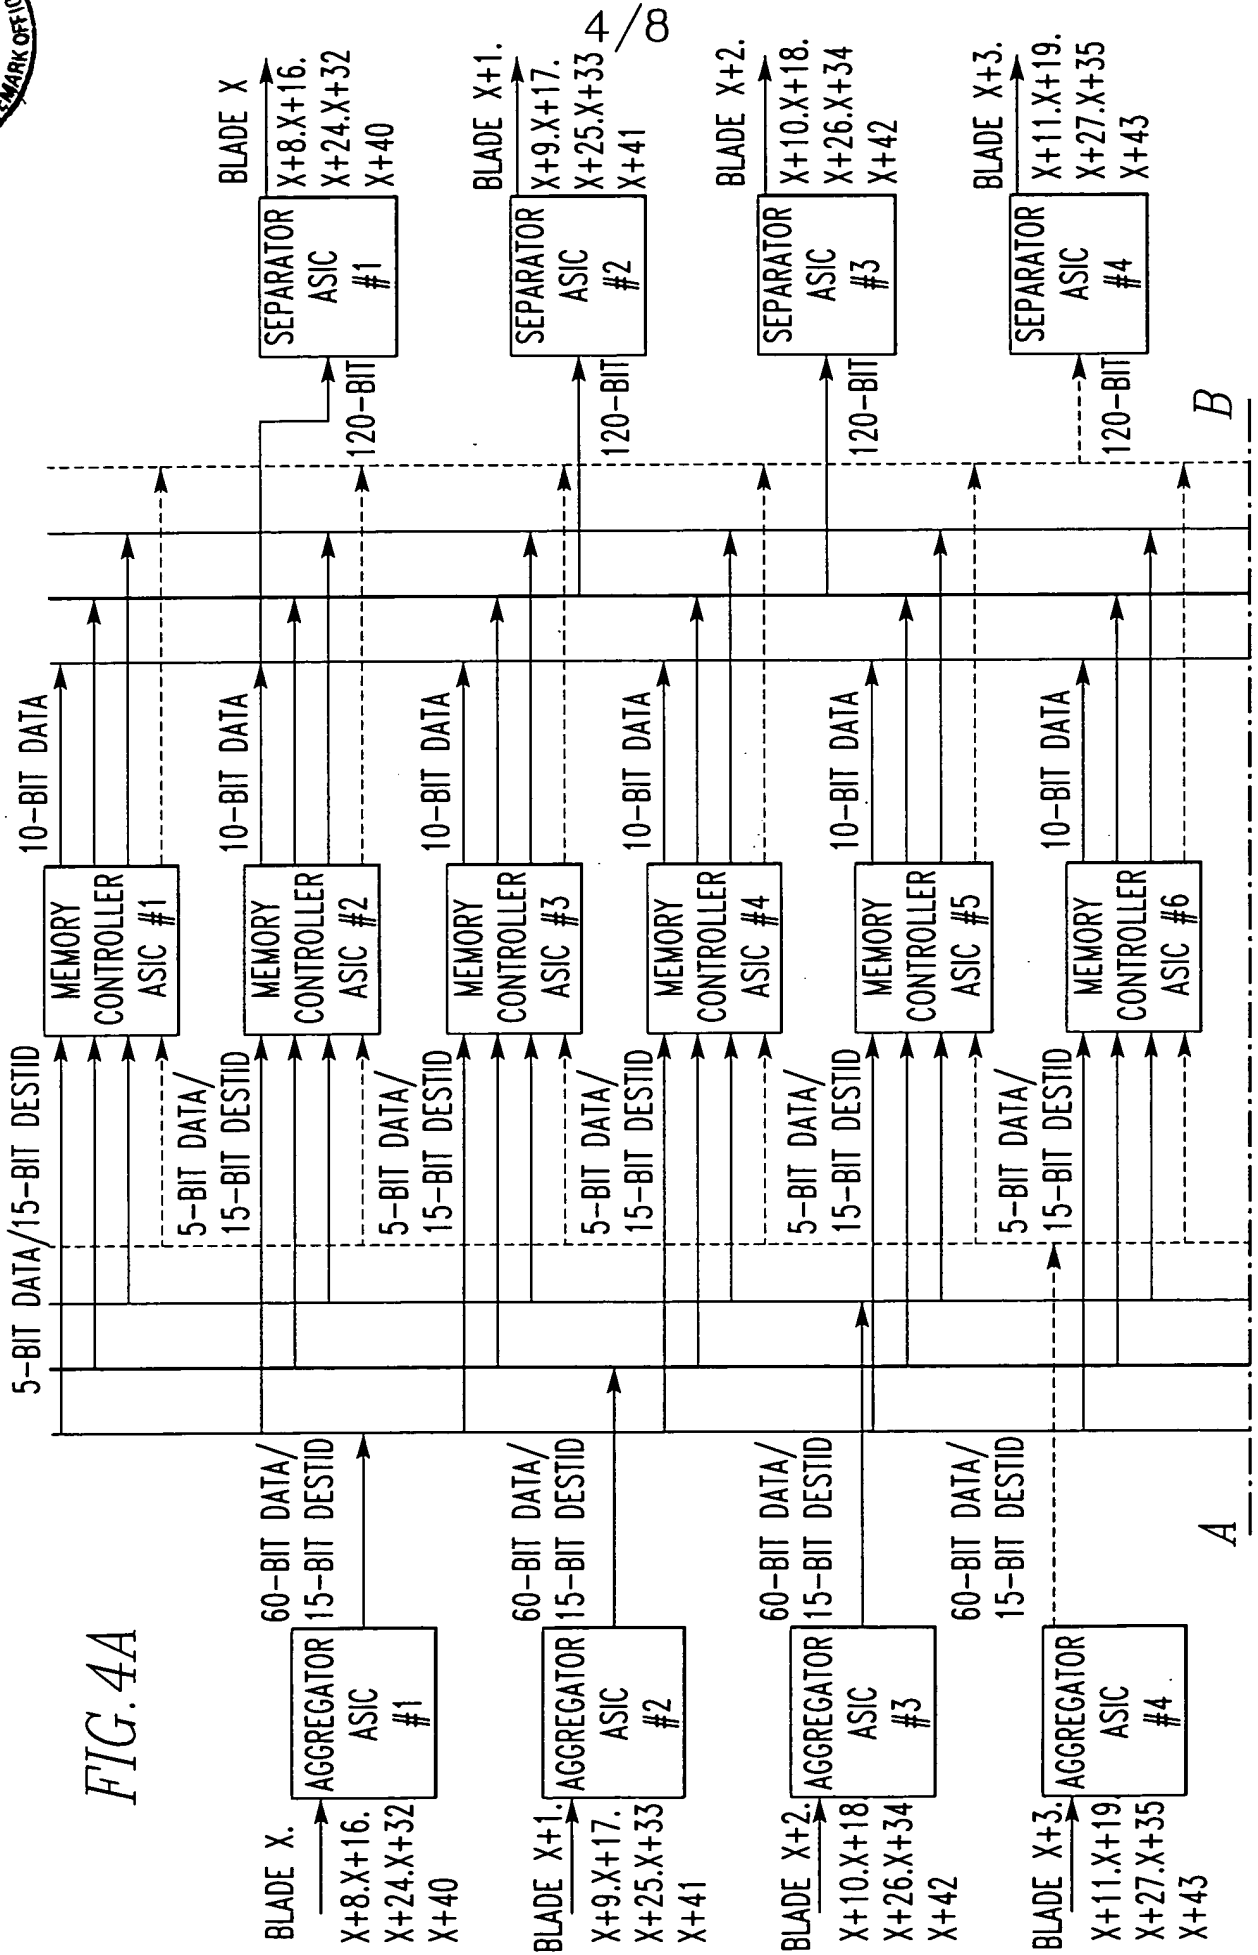 4/8
EMARK OFFIC
FIG. 4A
BLADE X.
X+8.X+16.
X+24.X+32
X+40
AGGREGATOR
ASIC
#1
60-BIT DATA/
15-BIT DESTID
BLADE X+1.
X+9.X+17.
X+25.X+33
X+41
AGGREGATOR
ASIC
#2
60-BIT DATA/
15-BIT DESTID
BLADE X+2.
X+10.X+18.
X+26.X+34
X+42
AGGREGATOR
ASIC
#3
60-BIT DATA/
15-BIT DESTID
BLADE X+3.
X+11.X+19.
X+27.X+35
X+43
AGGREGATOR
ASIC
#4
60-BIT DATA/
15-BIT DESTID
5-BIT DATA/15-BIT DESTID
MEMORY
CONTROLLER
ASIC #1
10-BIT DATA
5-BIT DATA/
15-BIT DESTID
MEMORY
CONTROLLER
ASIC #2
10-BIT DATA
5-BIT DATA/
15-BIT DESTID
MEMORY
CONTROLLER
ASIC #3
10-BIT DATA
5-BIT DATA/
15-BIT DESTID
MEMORY
CONTROLLER
ASIC #4
10-BIT DATA
5-BIT DATA/
15-BIT DESTID
MEMORY
CONTROLLER
ASIC #5
10-BIT DATA
5-BIT DATA/
15-BIT DESTID
MEMORY
CONTROLLER
ASIC #6
10-BIT DATA
120-BIT
SEPARATOR
ASIC
#1
BLADE X
X+8.X+16.
X+24.X+32
X+40
120-BIT
SEPARATOR
ASIC
#2
BLADE X+1.
X+9.X+17.
X+25.X+33
X+41
120-BIT
SEPARATOR
ASIC
#3
BLADE X+2.
X+10.X+18.
X+26.X+34
X+42
120-BIT
SEPARATOR
ASIC
#4
BLADE X+3.
X+11.X+19.
X+27.X+35
X+43
A
B